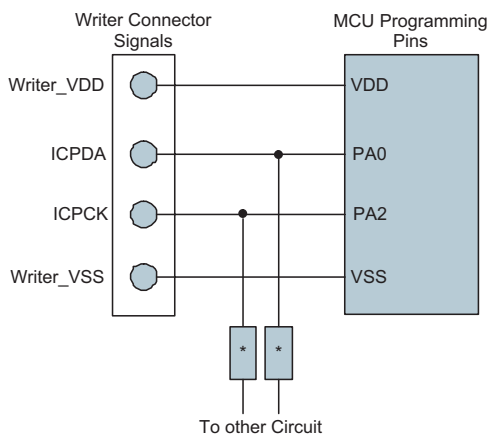 Writer Connector
Signals
MCU Programming
Pins
Writer_VDD
VDD
ICPDA
PA0
ICPCK
PA2
Writer_VSS
VSS
*
*
To other Circuit